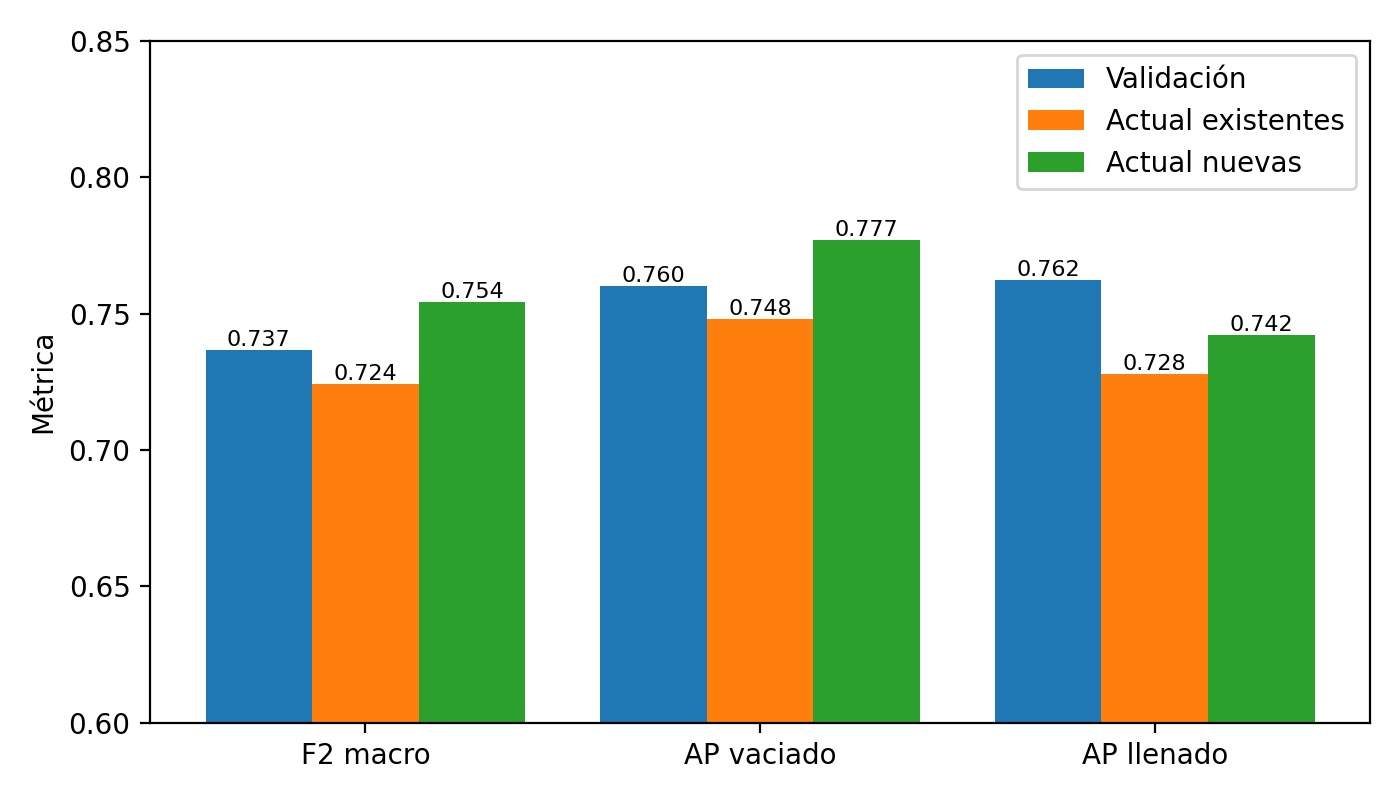 0.85
0.80
0.75
0.70
0.65
0.60
Métrica
Validación
Actual existentes
Actual nuevas
0.737
0.724
0.754
0.760
0.748
0.777
0.762
0.728
0.742
F2 macro
AP vaciado
AP llenado